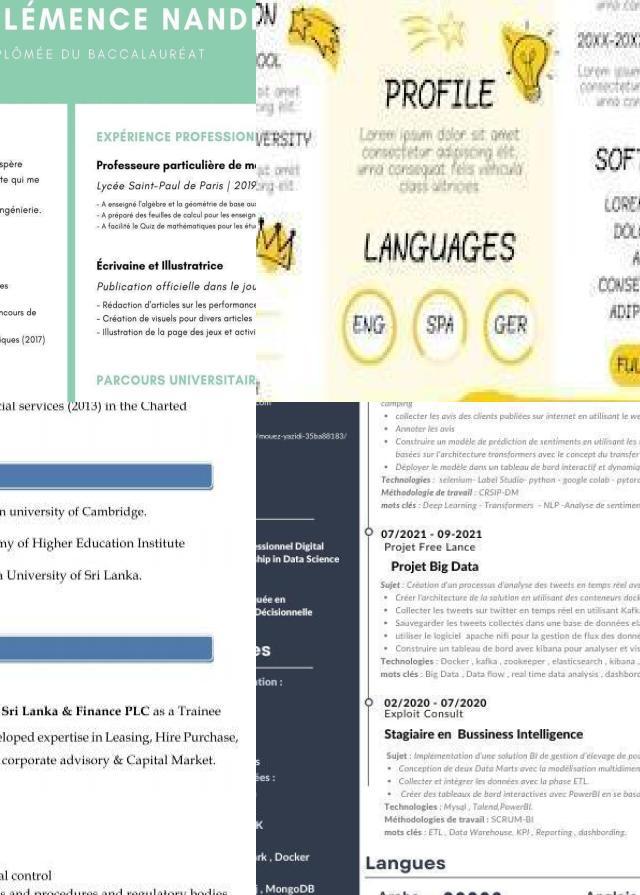 LÉMENCE NAND
PLÔMÉE DU BACCALAURÉAT
EXPÉRIENCE PROFESSION
spère
Professeure particulière de m
te qui me
Lycée Saint-Paul de Paris | 2019
ngénierie.
- A enseigné l'algèbre et la géométrie de base au
- A préparé des feuilles de calcul pour les enseign
- A facilité le Quiz de mathématiques pour les étu
Écrivaine et Illustratrice
es
Publication officielle dans le jou
- Rédaction d'articles sur les performance
ncours de
- Création de visuels pour divers articles
iques (2017)
- Illustration de la page des jeux et activi
PARCOURS UNIVERSITAIR
ON
OOL
VERSITY
PROFILE
Lorem ipsum dolor sit amet
consectetur adipiscing elit,
urna consequat felis vehicula
class ultricies
LANGUAGES
ENG
SPA
GER
20XX-20X
Lorem ipsum
SOF
LOREM
DOLO
A
CONSE
ADIP
FUL
cial services (2013) in the Charted
n university of Cambridge.
my of Higher Education Institute
a University of Sri Lanka.
Sri Lanka & Finance PLC as a Trainee
eloped expertise in Leasing, Hire Purchase,
corporate advisory & Capital Market.
al control
s and procedures and regulatory bodies
com
/mouez-yazidi-35ba88183/
essionnel Digital
ship in Data Science
uée en
Décisionnelle
es
ation :
s
ées :
K
ark , Docker
j , MongoDB
camping
• collecter les avis des clients publiées sur internet en utilisant le we
• Annoter les avis
• Construire un modèle de prédiction de sentiments en utilisant les
basées sur l'architecture transformers avec le concept du transfer
• Déployer le modèle dans un tableau de bord interactif et dynamiq
Technologies : selenium- Label Studio- python - google colab - pytor
Méthodologie de travail : CRSIP-DM
mots clés : Deep Learning - Transformers - NLP -Analyse de sentimen
07/2021 - 09-2021
Projet Free Lance
Projet Big Data
Sujet : Création d'un processus d'analyse des tweets en temps réel ave
• Créer l'architecture de la solution en utilisant des conteneurs dock
• Collecter les tweets sur twitter en temps réel en utilisant Kafk
• Sauvegarder les tweets collectés dans une base de données ela
• utiliser le logiciel apache nifi pour la gestion de flux des donné
• Construire un tableau de bord avec kibana pour analyser et vis
Technologies : Docker , kafka , zookeeper , elasticsearch , kibana ,
mots clés : Big Data , Data flow , real time data analysis , dashboard
02/2020 - 07/2020
Exploit Consult
Stagiaire en Bussiness Intelligence
Sujet : Implémentation d'une solution BI de gestion d'élevage de pou
• Conception de deux Data Marts avec la modélisation multidimen
• Collecter et intégrer les données avec la phase ETL.
• Créer des tableaux de bord interactives avec PowerBI en se basa
Technologies : Mysql , Talend,PowerBI.
Méthodologies de travail : SCRUM-BI
mots clés : ETL , Data Warehouse, KPI , Reporting , dashbording.
Langues